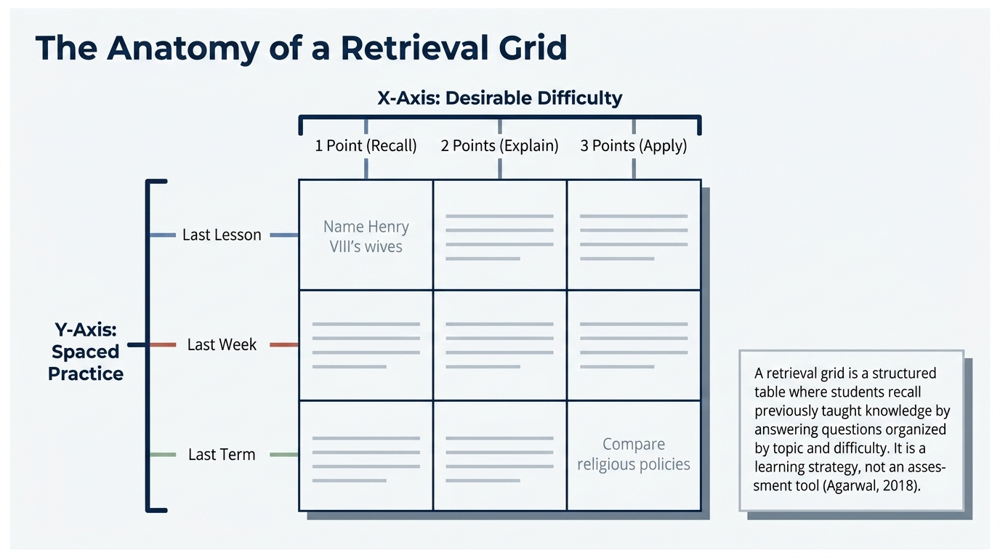 The Anatomy of a Retrieval Grid
X-Axis: Desirable Difficulty
1 Point (Recall)
2 Points (Explain)
3 Points (Apply)
Y-Axis:
Spaced
Practice
Last Lesson
Name Henry
VIII’s wives
Last Week
Last Term
Compare
religious policies
A retrieval grid is a structured
table where students recall
previously taught knowledge by
answering questions organized
by topic and difficulty. It is a
learning strategy, not an asses-
sment tool (Agarwal, 2018).